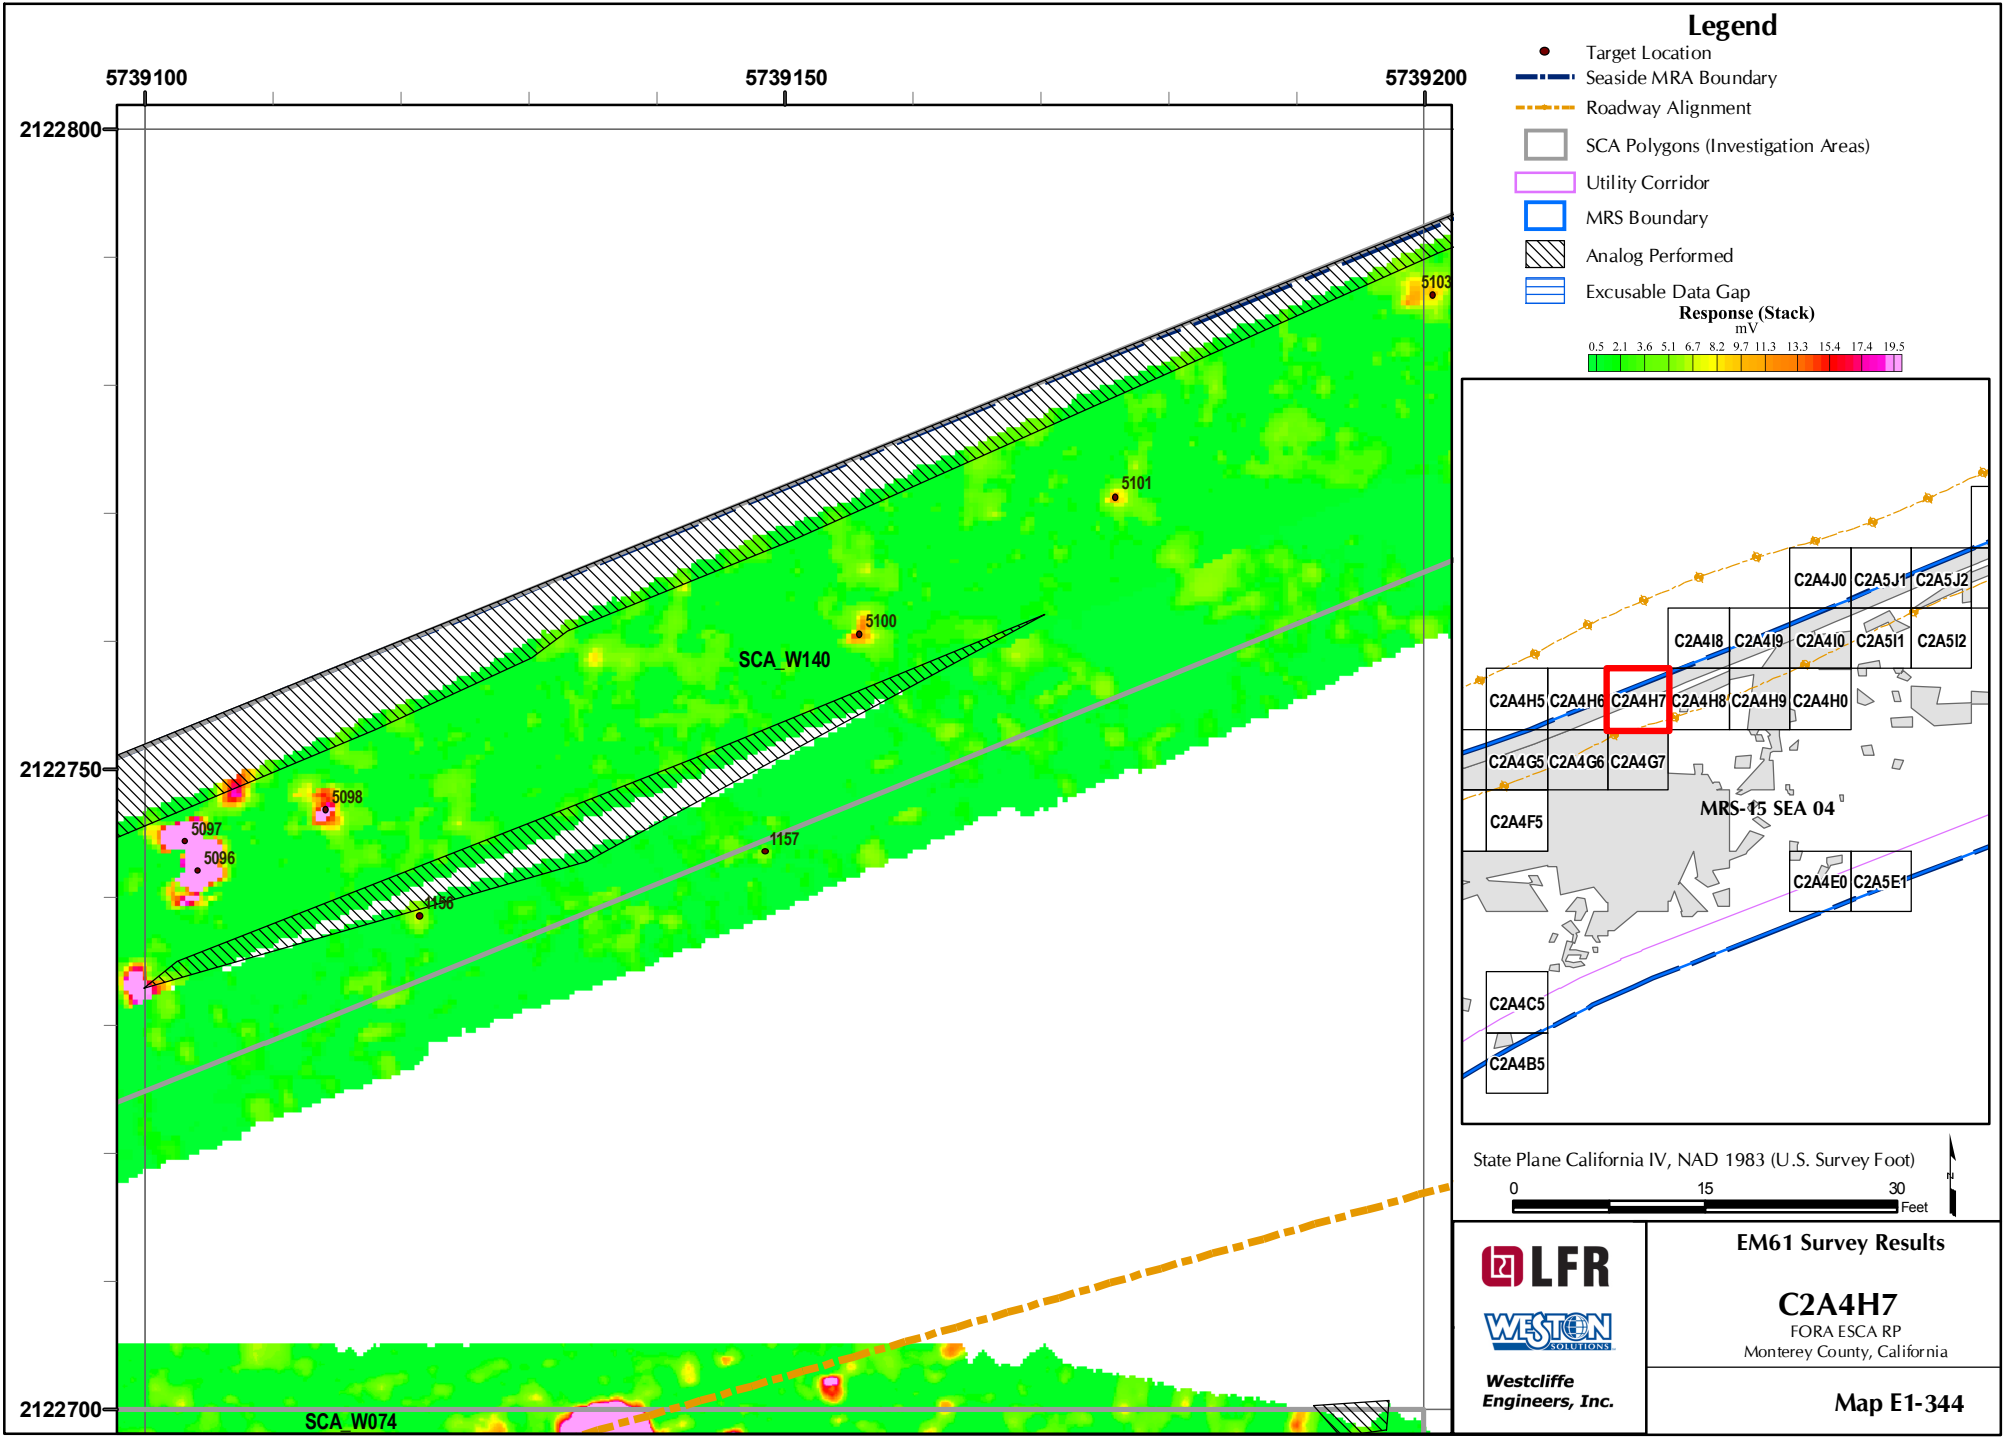 Legend
Target Location
Seaside MRA Boundary
Roadway Alignment
SCA Polygons (Investigation Areas)
Utility Corridor
MRS Boundary
Analog Performed
Excusable Data Gap
Response (Stack)
mV
0.5 2.1 3.6 5.1 6.7 8.2 9.7 11.3 13.3 15.4 17.4 19.5
5739100 5739150 5739200
2122800
2122750
2122700
5103
5101
5100
SCA_W140
5098
5097
5096
1157
1156
SCA_W074
C2A4J0 C2A5J1 C2A5J2
C2A4I8 C2A4I9 C2A4I0 C2A5I1 C2A5I2
C2A4H5 C2A4H6 C2A4H7 C2A4H8 C2A4H9 C2A4H0
C2A4G5 C2A4G6 C2A4G7
MRS-15 SEA 04
C2A4F5
C2A4E0 C2A5E1
C2A4C5
C2A4B5
State Plane California IV, NAD 1983 (U.S. Survey Foot)
0 15 30
Feet
N
LFR
WESTON
SOLUTIONS
Westcliffe
Engineers, Inc.
EM61 Survey Results
C2A4H7
FORA ESCA RP
Monterey County, California
Map E1-344